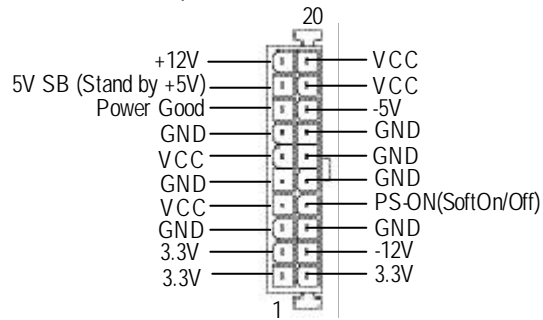 20
+12V VCC
5V SB (Stand by +5V) VCC
Power Good -5V
GND GND
VCC GND
GND GND
VCC PS-ON(SoftOn/Off)
GND GND
3.3V -12V
3.3V 3.3V
1